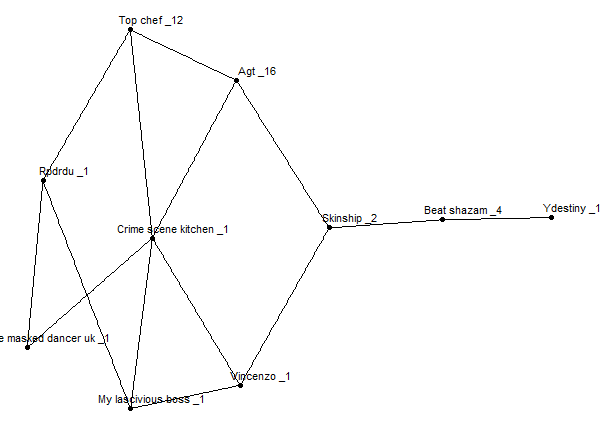 Top chef _12
Agt _16
Rpdrdu _1
Skinship _2
Beat shazam _4
Ydestiny _1
Crime scene kitchen _1
e masked dancer uk _1
Vincenzo _1
My lascivious boss _1